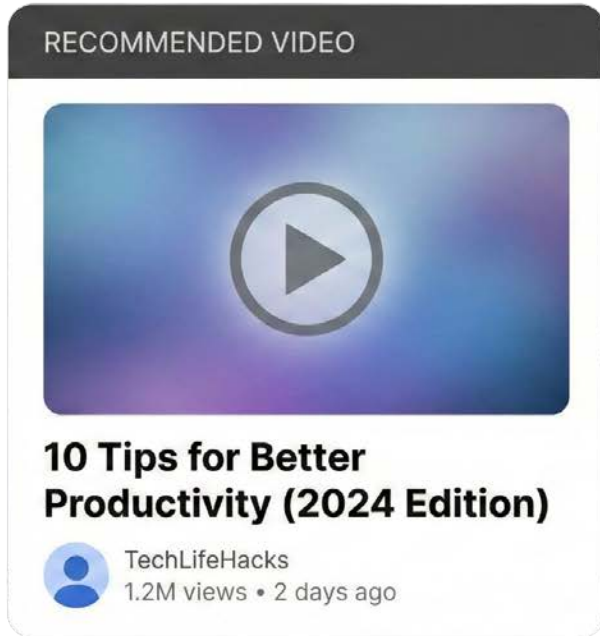 RECOMMENDED VIDEO
10 Tips for Better
Productivity (2024 Edition)
TechLifeHacks
1.2M views • 2 days ago